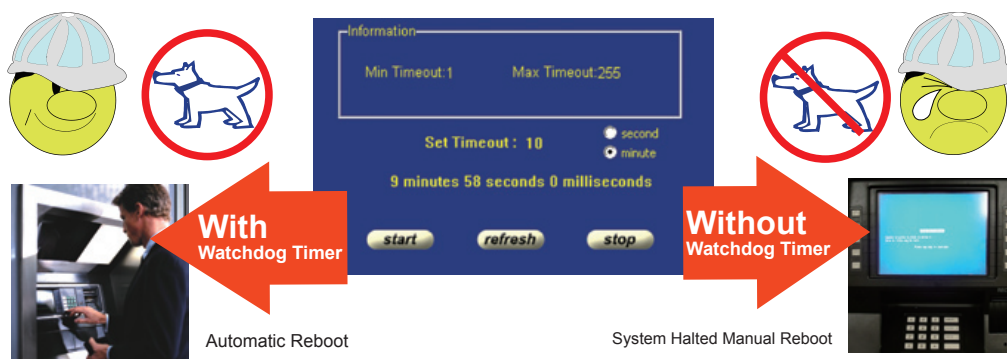 Information
Min Timeout:1 Max Timeout:255
Set Timeout : 10
second
minute
9 minutes 58 seconds 0 milliseconds
start refresh stop
With
Watchdog Timer
Without
Watchdog Timer
Automatic Reboot
System Halted Manual Reboot